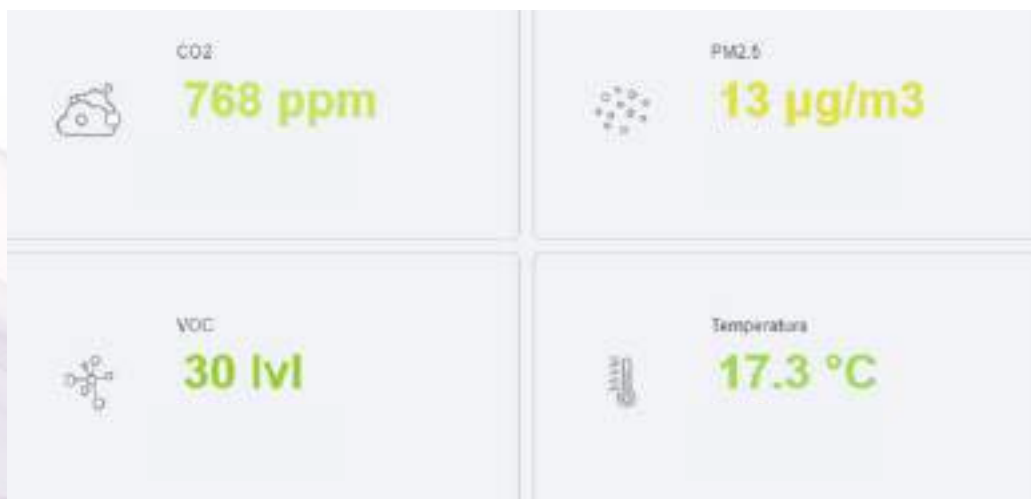 CO2
768 ppm
PM2.5
13 µg/m3
VOC
30 lvl
Temperatura
17.3 °C